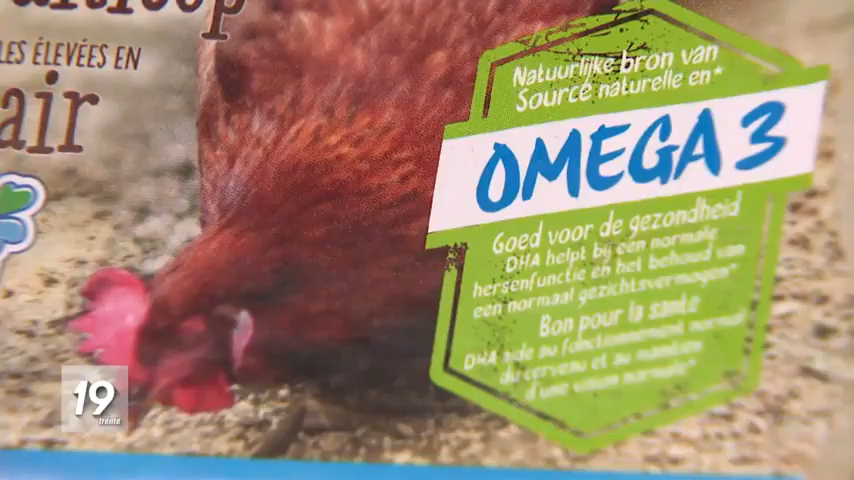 LES ÉLEVÉES EN
air
Natuurlijke bron van
Source naturelle en*
OMEGA 3
Goed voor de gezondheid
DHA helpt bij een normale
hersenfunctie en het behoud van
een normaal gezichtsvermogen*
Bon pour la santé
DHA aide au fonctionnement normal
du cerveau et au maintien
d'une vision normale*
19
trente